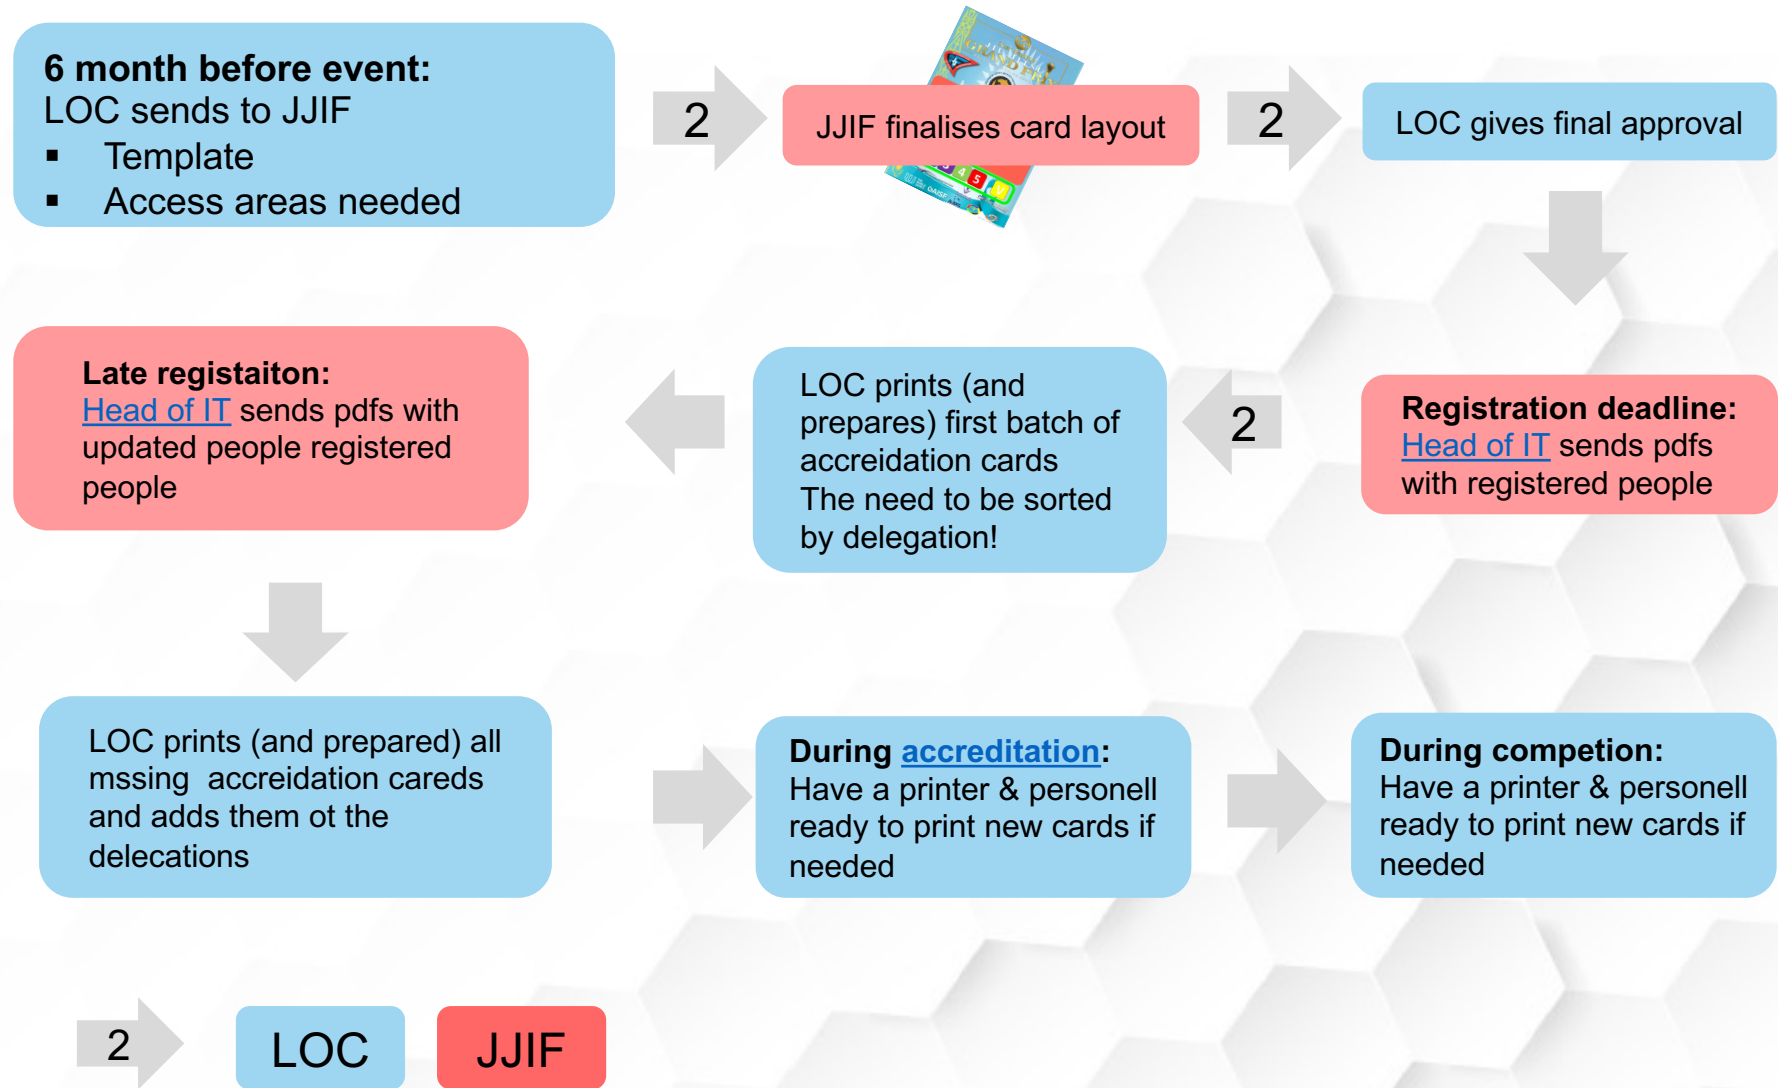 6 month before event:
LOC sends to JJIF
▪ Template
▪ Access areas needed
2
GRAND PRIX
JJIF finalises card layout
4 5 V
2
LOC gives final approval
Registration deadline:
Head of IT sends pdfs
with registered people
2
LOC prints (and
prepares) first batch of
accreidation cards
The need to be sorted
by delegation!
Late registaiton:
Head of IT sends pdfs with
updated people registered
people
LOC prints (and prepared) all
mssing accreidation careds
and adds them ot the
delecations
During accreditation:
Have a printer & personell
ready to print new cards if
needed
During competion:
Have a printer & personell
ready to print new cards if
needed
2
LOC
JJIF